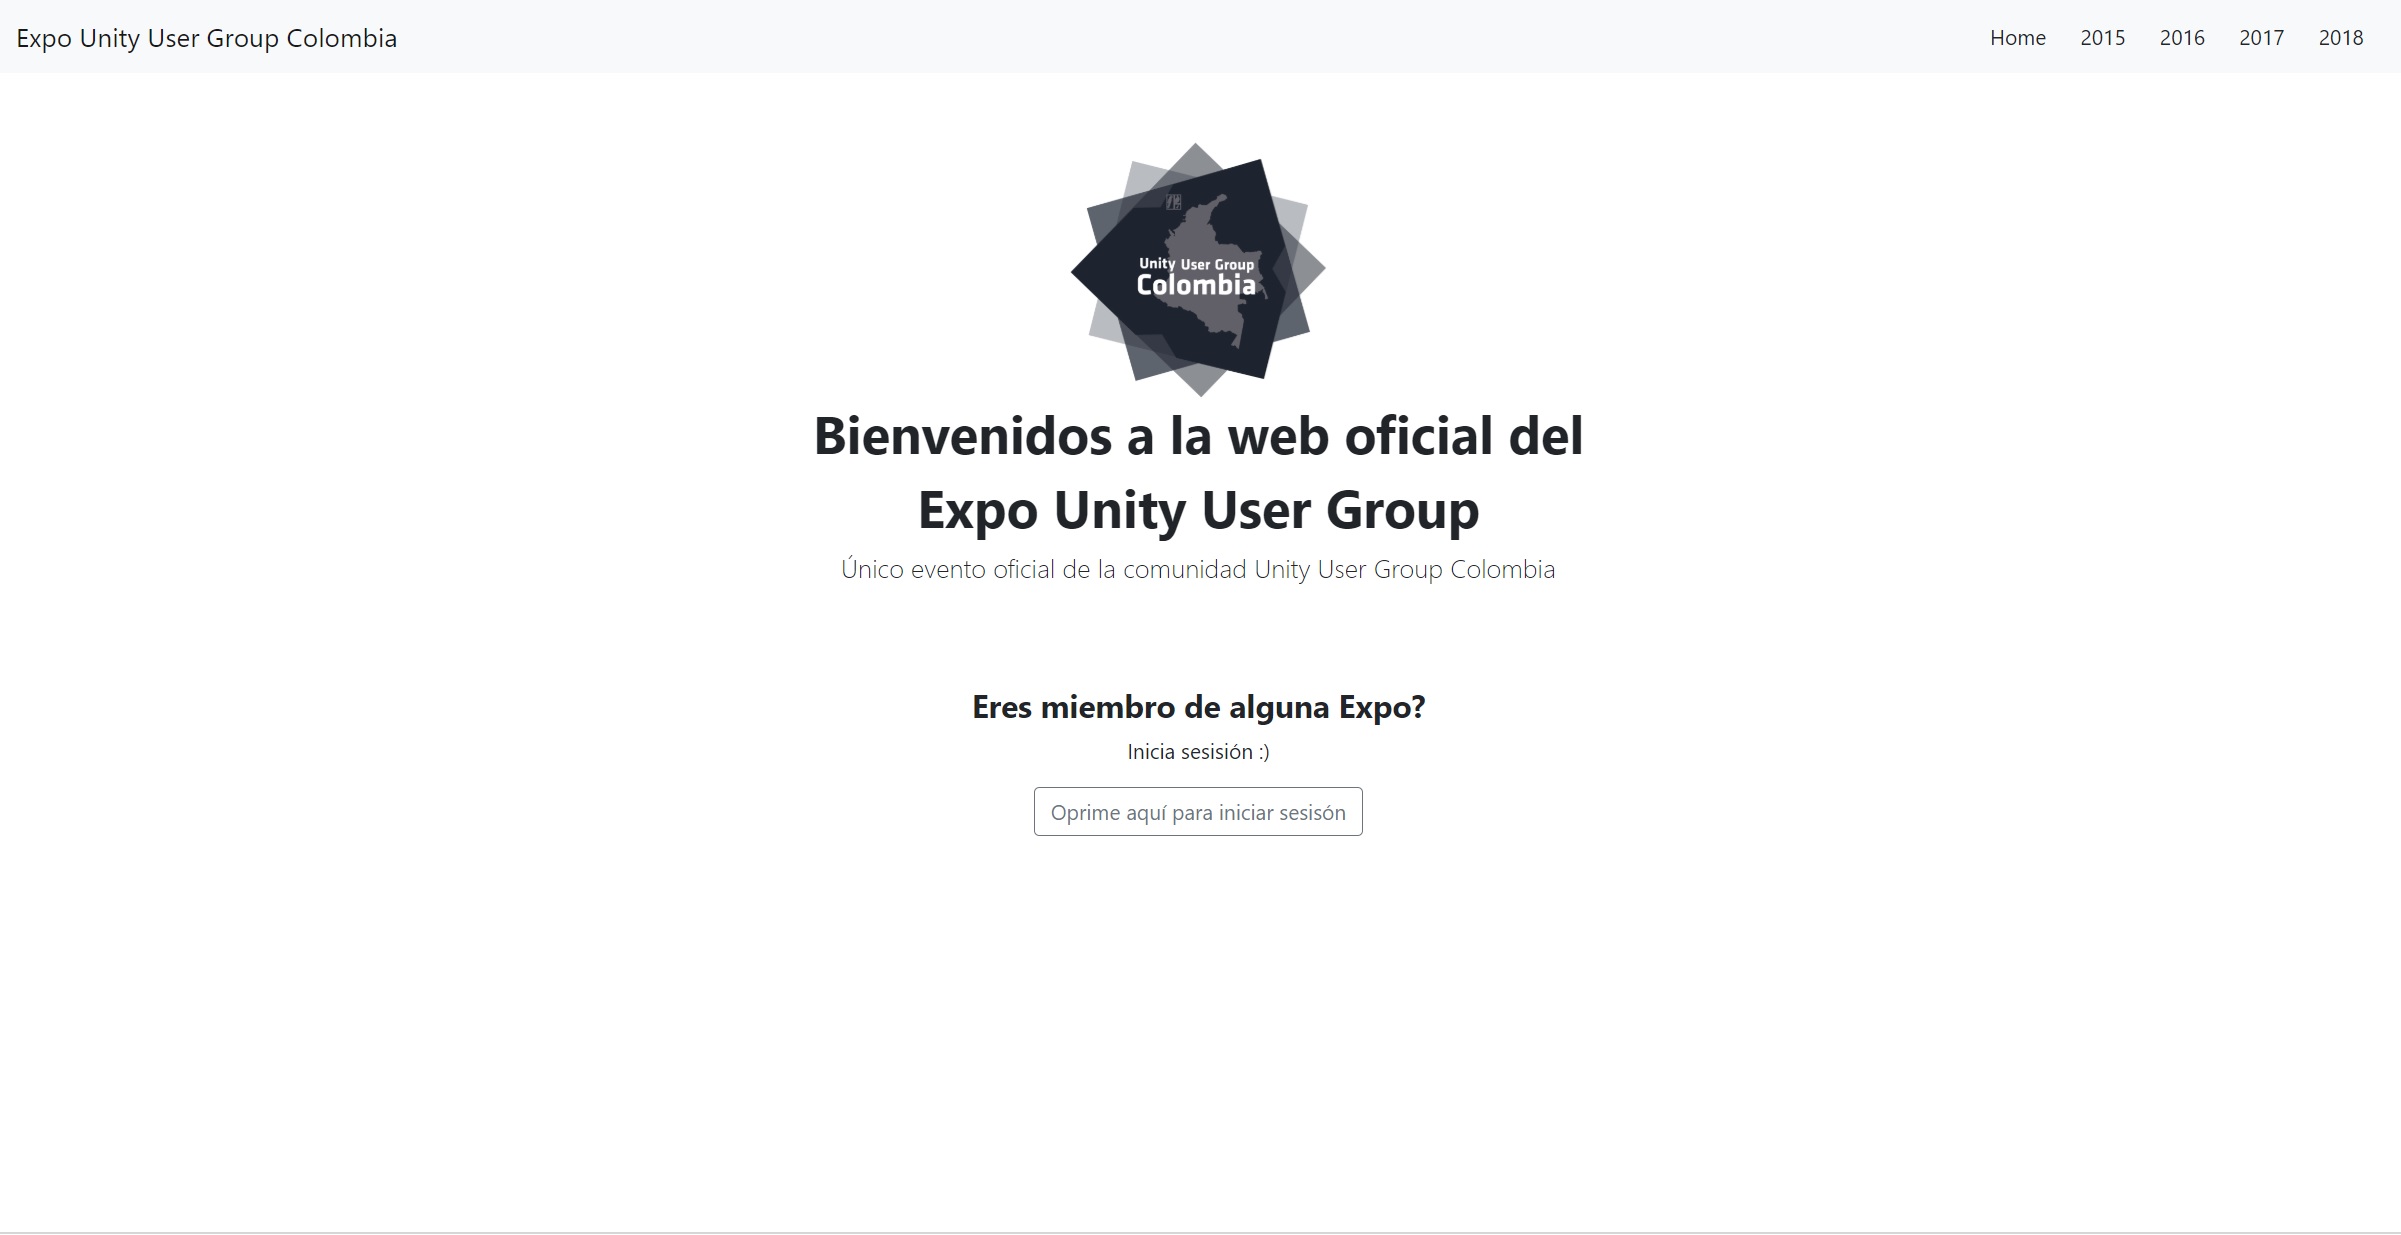 Expo Unity User Group Colombia
Home 2015 2016 2017 2018
Unity User Group
Colombia
Bienvenidos a la web oficial del
Expo Unity User Group
Único evento oficial de la comunidad Unity User Group Colombia
Eres miembro de alguna Expo?
Inicia sesisión :)
Oprime aquí para iniciar sesisón